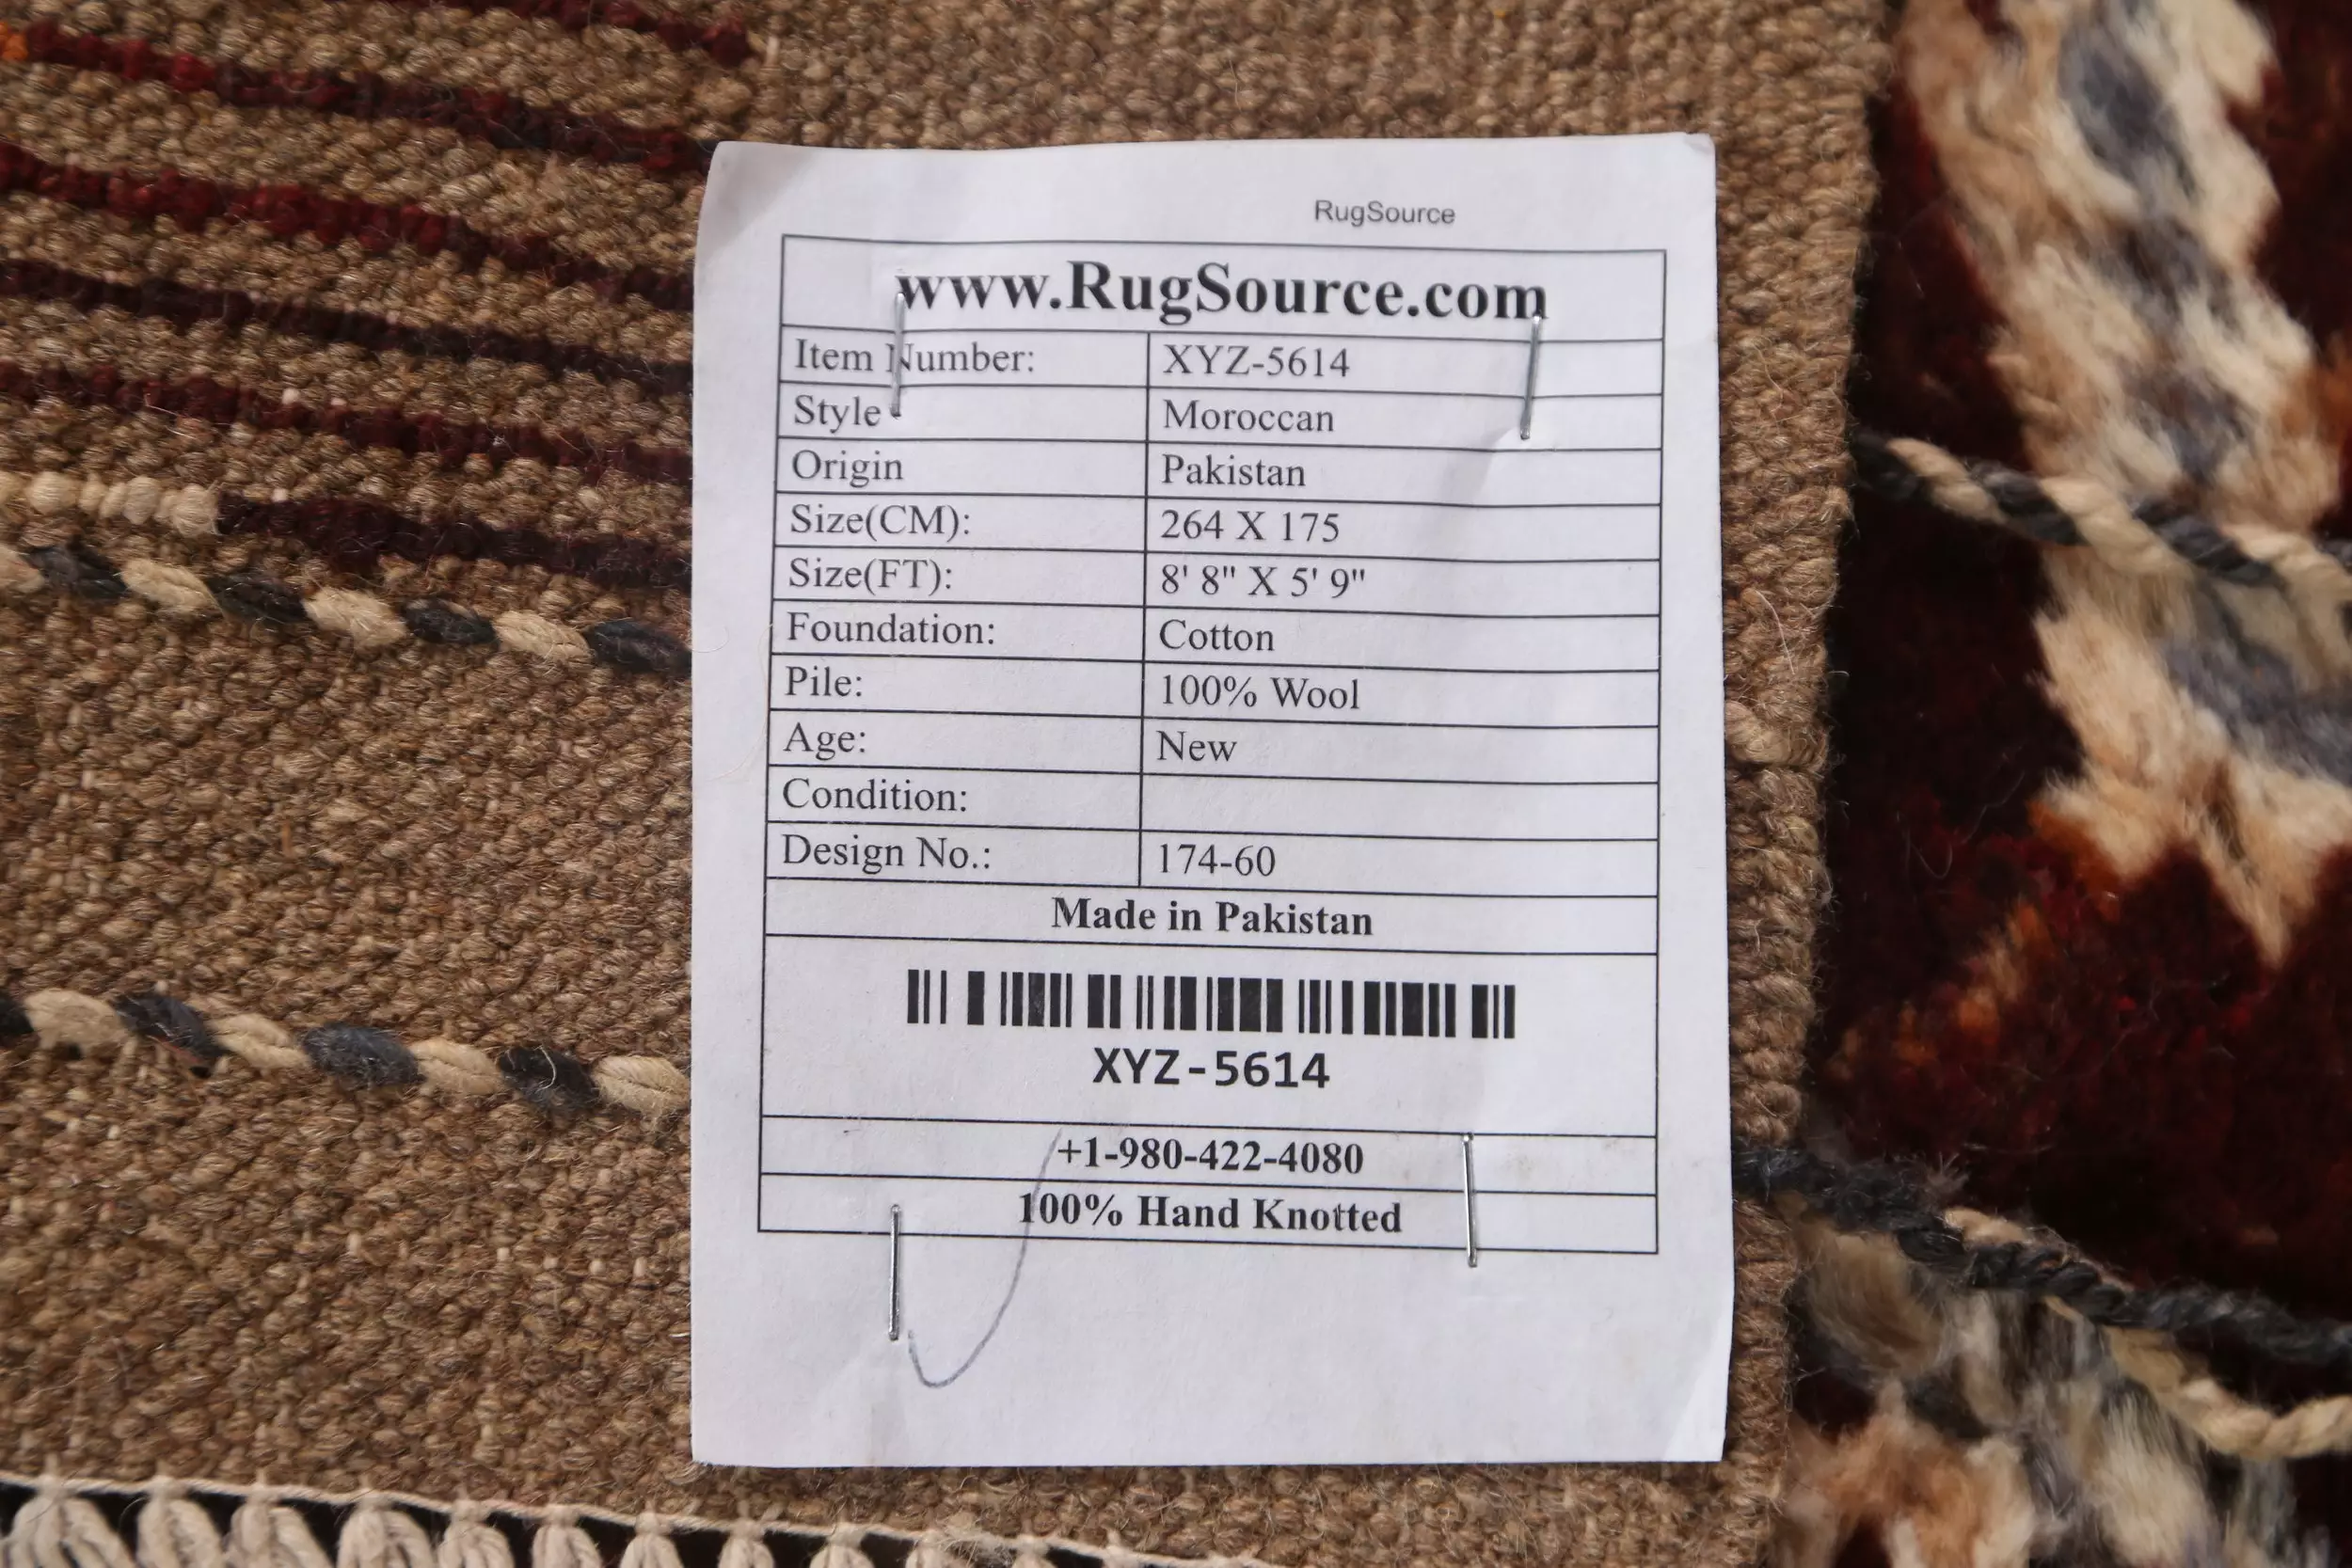 RugSource
www.RugSource.com
Item Number: XYZ-5614
Style Moroccan
Origin Pakistan
Size(CM): 264 X 175
Size(FT): 8' 8" X 5' 9"
Foundation: Cotton
Pile: 100% Wool
Age: New
Condition:
Design No.: 174-60
Made in Pakistan
XYZ-5614
+1-980-422-4080
100% Hand Knotted